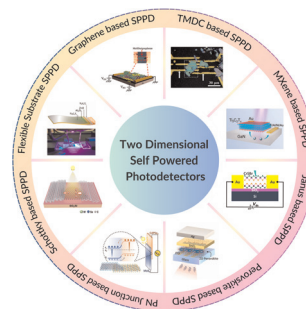 Graphene based SPPD
TMDC based SPPD
MXene based SPPD
Janus based SPPD
Perovskite based SPPD
PN Junction based SPPD
Schottky based SPPD
Flexible Substrate SPPD
Two Dimensional
Self Powered
Photodetectors